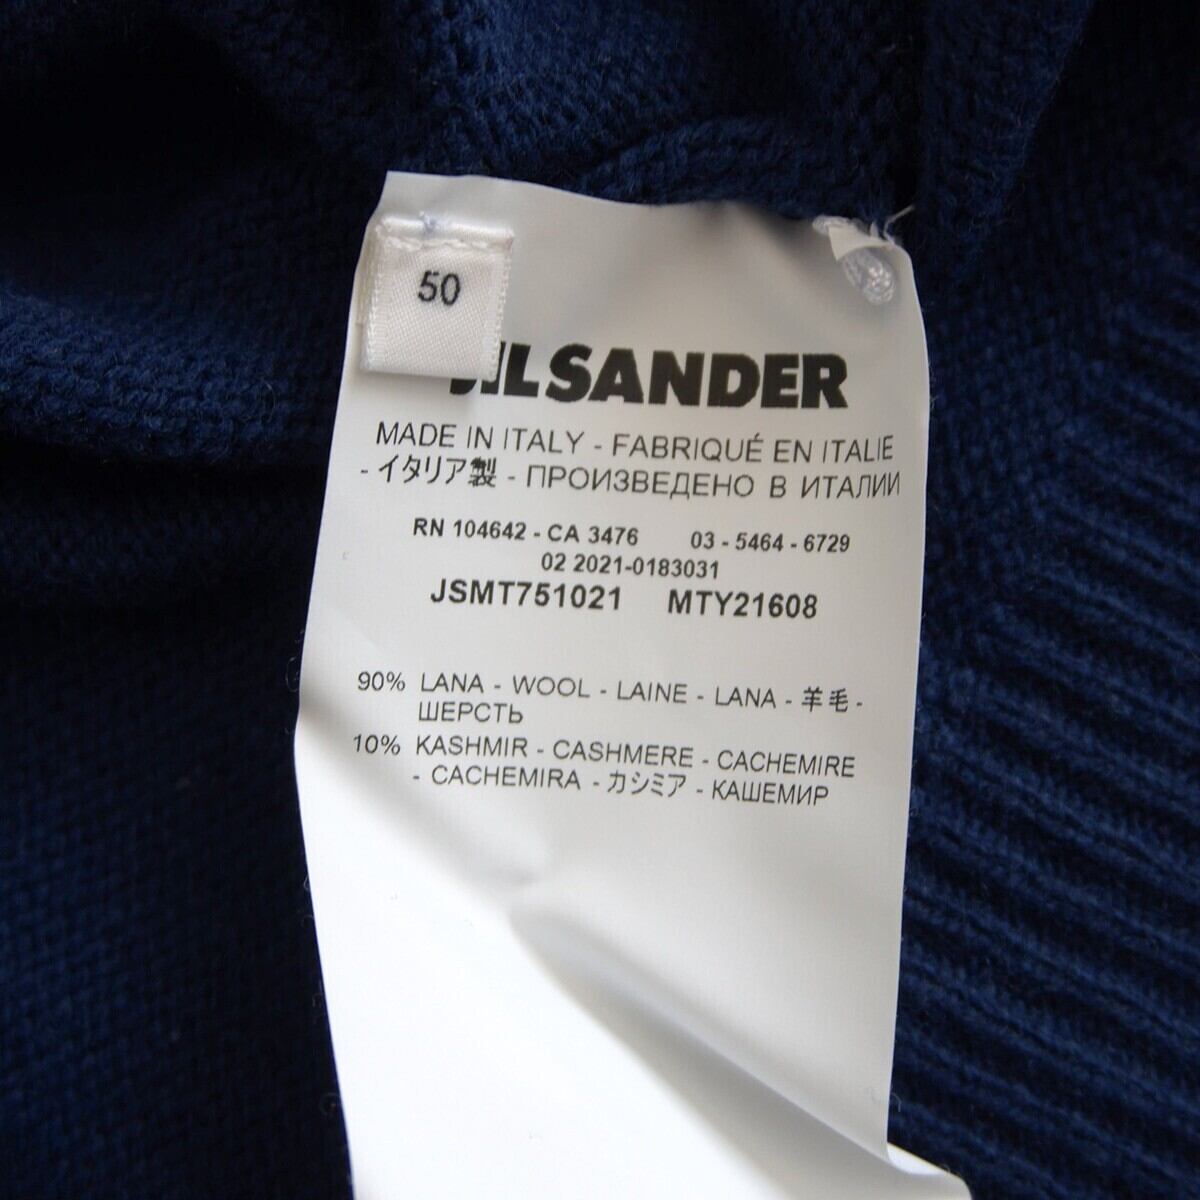 50
JIL SANDER
MADE IN ITALY - FABRIQUÉ EN ITALIE
- イタリア製 - ПРОИЗВЕДЕНО В ИТАЛИИ
RN 104642 - CA 3476 03 - 5464 - 6729
02 2021-0183031
JSMT751021 MTY21608
90% LANA - WOOL - LAINE - LANA - 羊毛 -
ШЕРСТЬ
10% KASHMIR - CASHMERE - CACHEMIRE
- CACHEMIRA - カシミア - КАШЕМИР